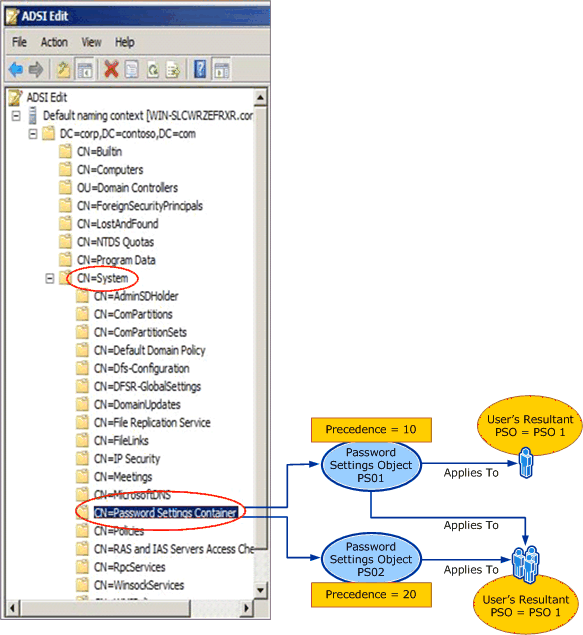 ADSI Edit
File Action View Help
ADSI Edit
Default naming context [WIN-SLCWRZEFRXR.cor
DC=corp,DC=contoso,DC=com
CN=Builtin
CN=Computers
OU=Domain Controllers
CN=ForeignSecurityPrincipals
CN=LostAndFound
CN=NTDS Quotas
CN=Program Data
CN=System
CN=AdminSDHolder
CN=ComPartitions
CN=ComPartitionSets
CN=Default Domain Policy
CN=Dfs-Configuration
CN=DFSR-GlobalSettings
CN=DomainUpdates
CN=File Replication Service
CN=FileLinks
CN=IP Security
CN=Meetings
CN=MicrosoftDNS
CN=Password Settings Container
CN=Policies
CN=RAS and IAS Servers Access Che
CN=RpcServices
CN=WinsockServices
Precedence = 10
Password
Settings Object
PS01
Applies To
User's Resultant
PSO = PSO 1
Applies To
Password
Settings Object
PS02
Applies To
Precedence = 20
User's Resultant
PSO = PSO 1